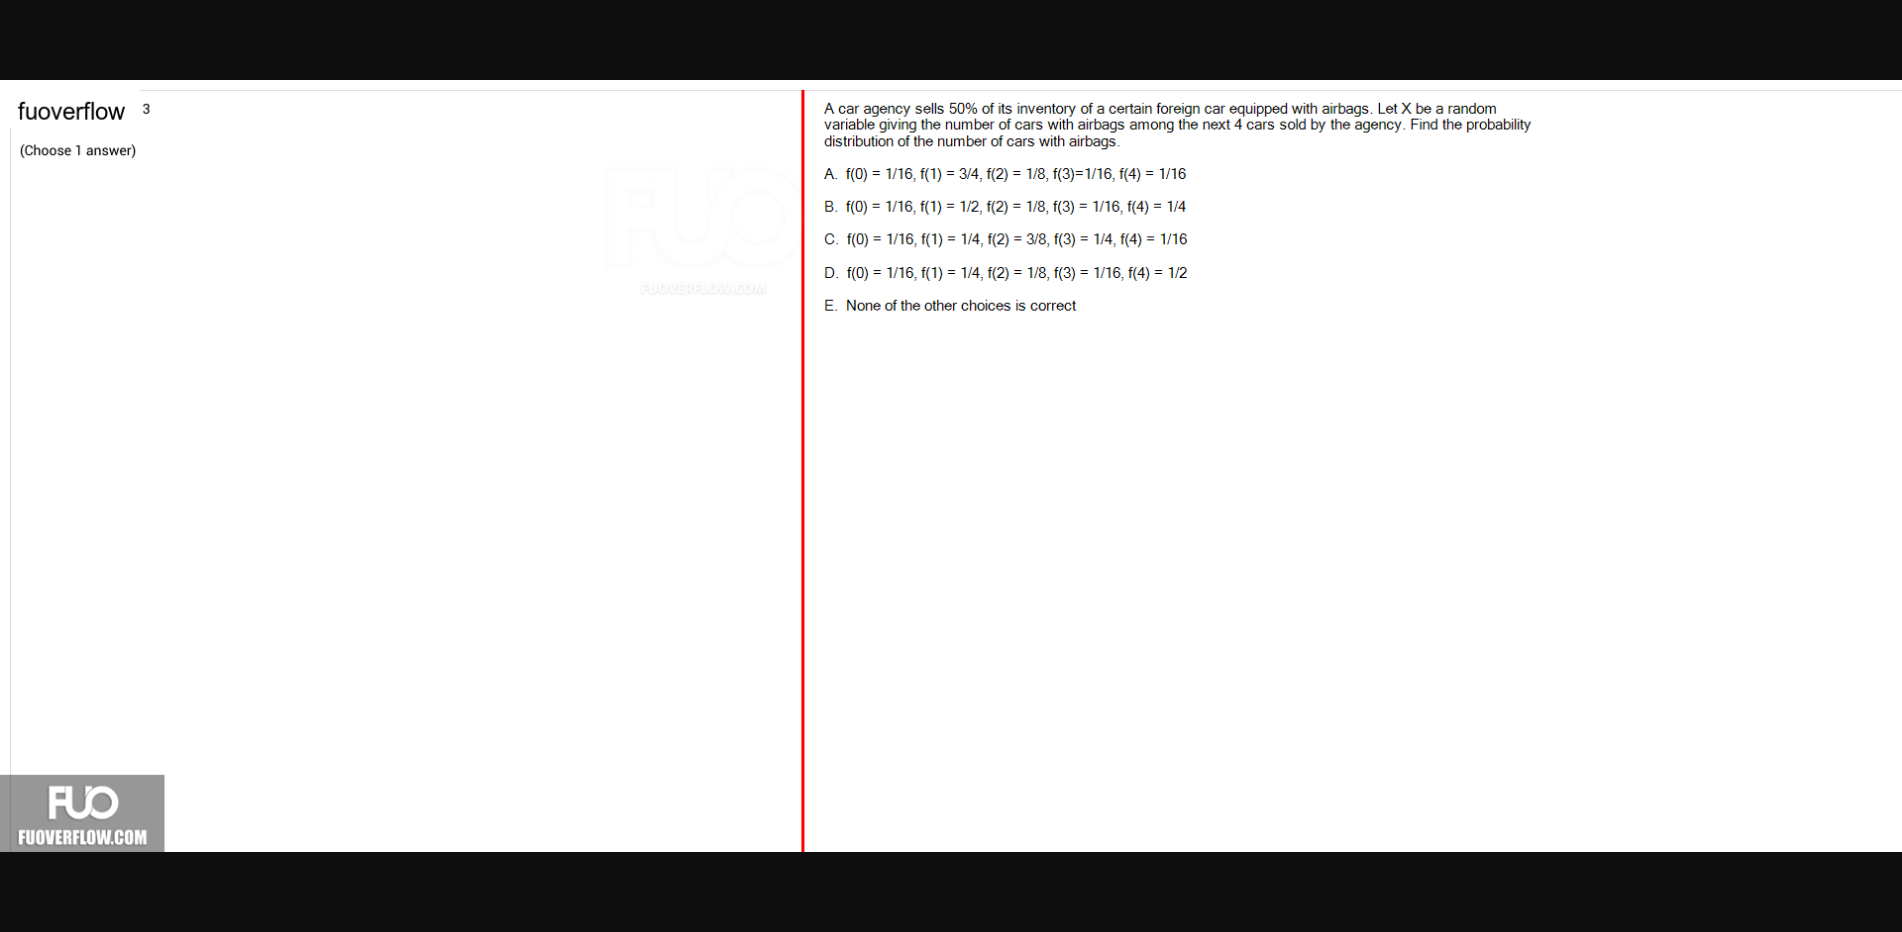 fuoverflow 3
(Choose 1 answer)
A car agency sells 50% of its inventory of a certain foreign car equipped with airbags. Let X be a random
variable giving the number of cars with airbags among the next 4 cars sold by the agency. Find the probability
distribution of the number of cars with airbags.
A. f(0) = 1/16, f(1) = 3/4, f(2) = 1/8, f(3)=1/16, f(4) = 1/16
B. f(0) = 1/16, f(1) = 1/2, f(2) = 1/8, f(3) = 1/16, f(4) = 1/4
C. f(0) = 1/16, f(1) = 1/4, f(2) = 3/8, f(3) = 1/4, f(4) = 1/16
D. f(0) = 1/16, f(1) = 1/4, f(2) = 1/8, f(3) = 1/16, f(4) = 1/2
E. None of the other choices is correct
FUO
FUOVERFLOW.COM
FUO
FUOVERFLOW.COM